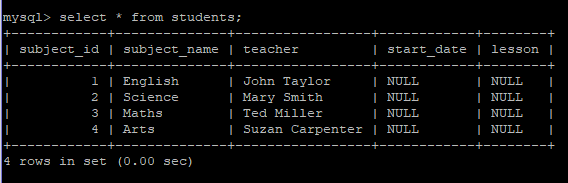 mysql> select * from students;
+------------+--------------+-----------------+------------+--------+
| subject_id | subject_name | teacher         | start_date | lesson |
+------------+--------------+-----------------+------------+--------+
|          1 | English      | John Taylor     | NULL       | NULL   |
|          2 | Science      | Mary Smith      | NULL       | NULL   |
|          3 | Maths        | Ted Miller      | NULL       | NULL   |
|          4 | Arts         | Suzan Carpenter | NULL       | NULL   |
+------------+--------------+-----------------+------------+--------+
4 rows in set (0.00 sec)